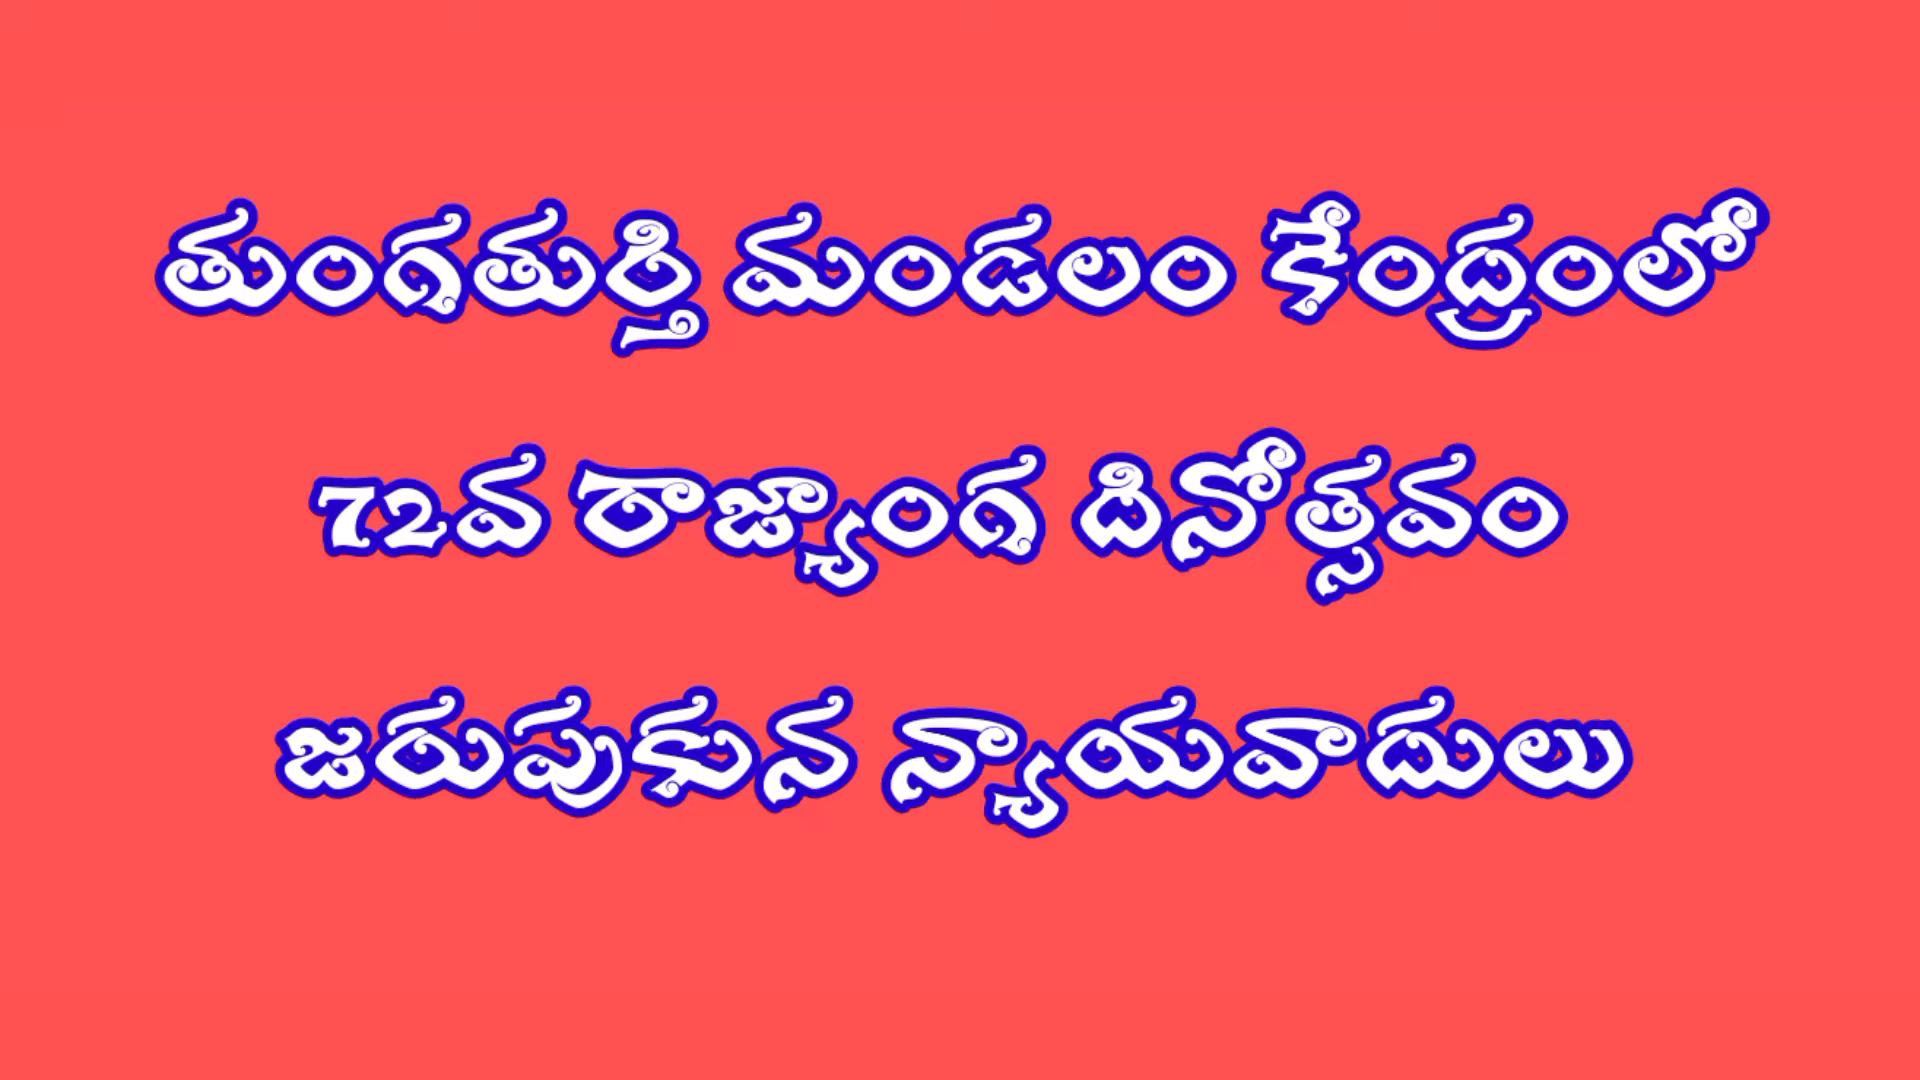 తుంగతుర్తి మండలం కేంద్రంలో
72వ రాజ్యాంగ దినోత్సవం
జరుపుకున న్యాయవాదులు